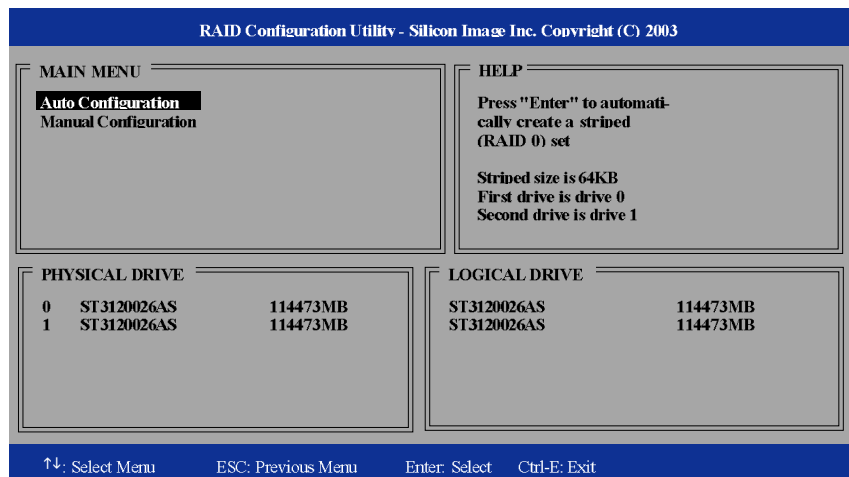 RAID Configuration Utility - Silicon Image Inc. Copyright (C) 2003
MAIN MENU
Auto Configuration
Manual Configuration
HELP
Press "Enter" to automati-
cally create a striped
(RAID 0) set
Striped size is 64KB
First drive is drive 0
Second drive is drive 1
PHYSICAL DRIVE
0 ST3120026AS 114473MB
1 ST3120026AS 114473MB
LOGICAL DRIVE
ST3120026AS 114473MB
ST3120026AS 114473MB
↑↓: Select Menu ESC: Previous Menu Enter: Select Ctrl-E: Exit